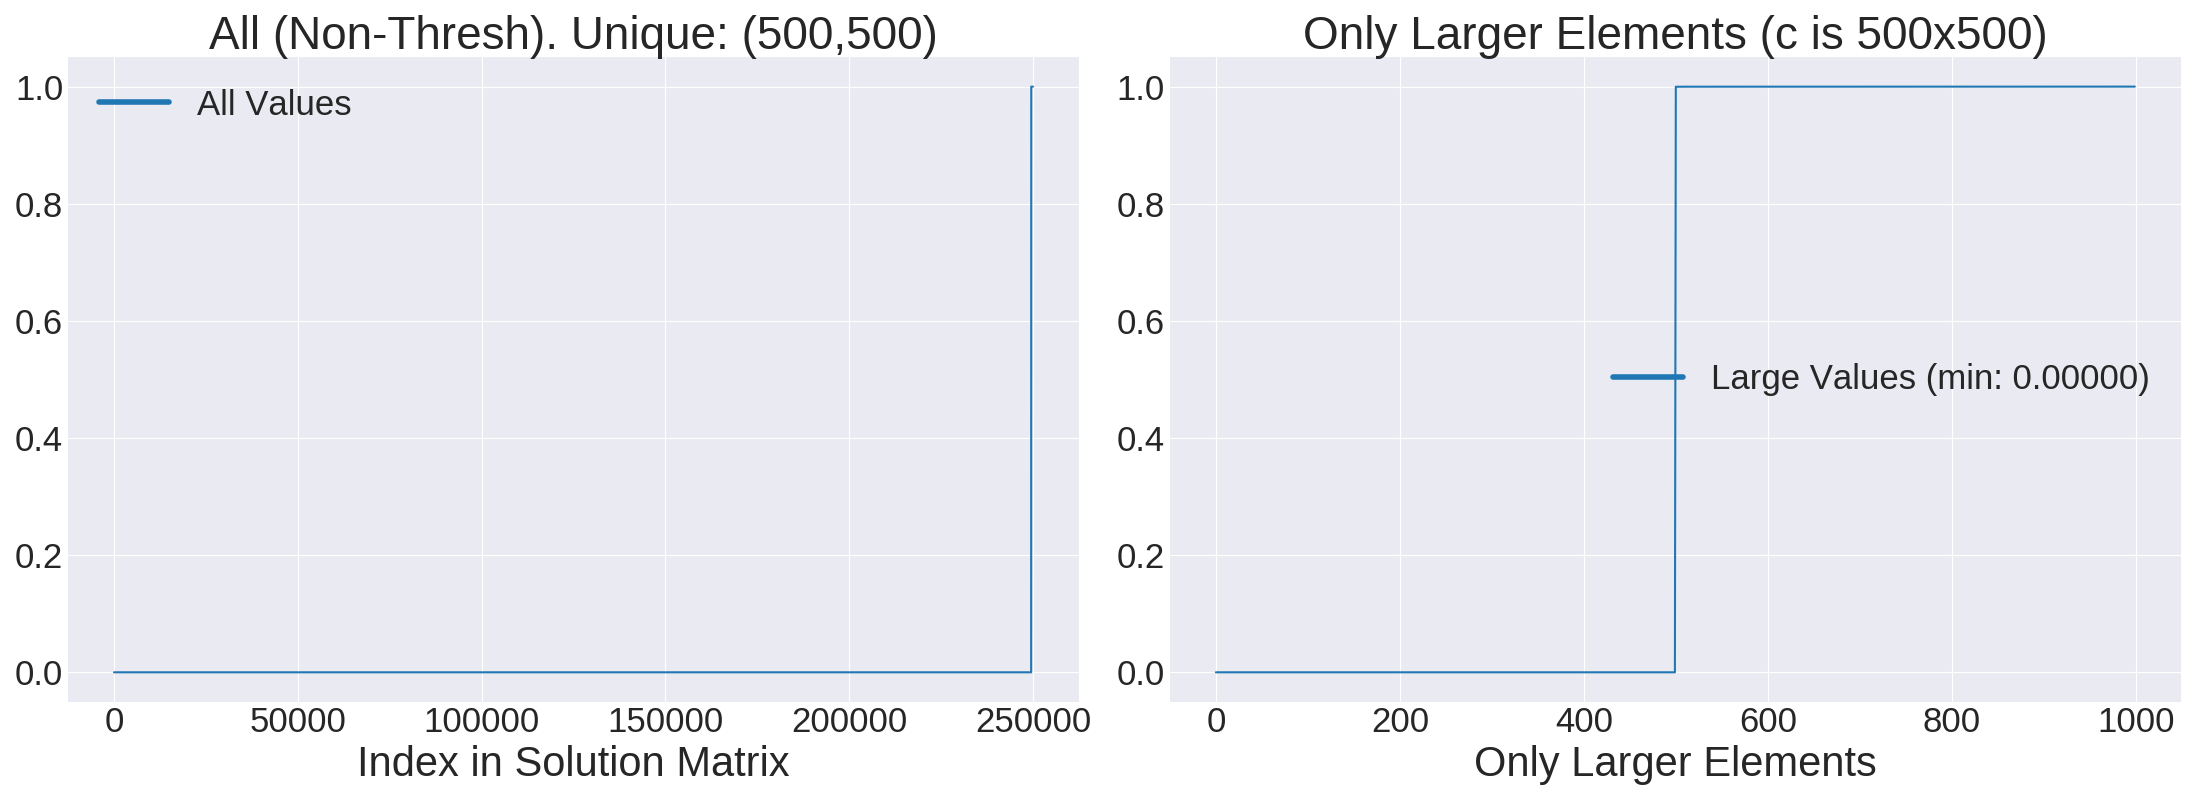 All (Non-Thresh). Unique: (500,500)
1.0
0.8
0.6
0.4
0.2
0.0
All Values
0 50000 100000 150000 200000 250000
Index in Solution Matrix
Only Larger Elements (c is 500x500)
1.0
0.8
0.6
0.4
0.2
0.0
Large Values (min: 0.00000)
0 200 400 600 800 1000
Only Larger Elements